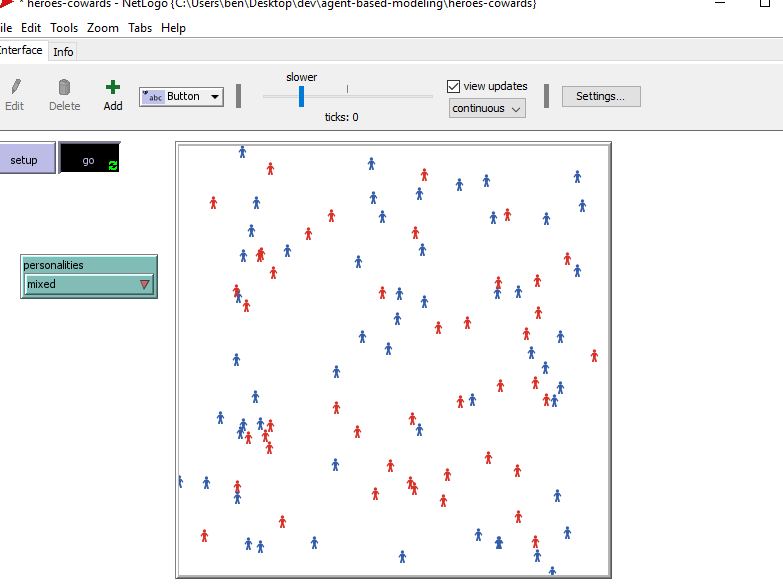 * heroes-cowards - NetLogo {C:\Users\ben\Desktop\dev\agent-based-modeling\heroes-cowards}
ile Edit Tools Zoom Tabs Help
Interface Info
Edit Delete Add abc Button slower ticks: 0 view updates continuous Settings...
setup go
personalities
mixed